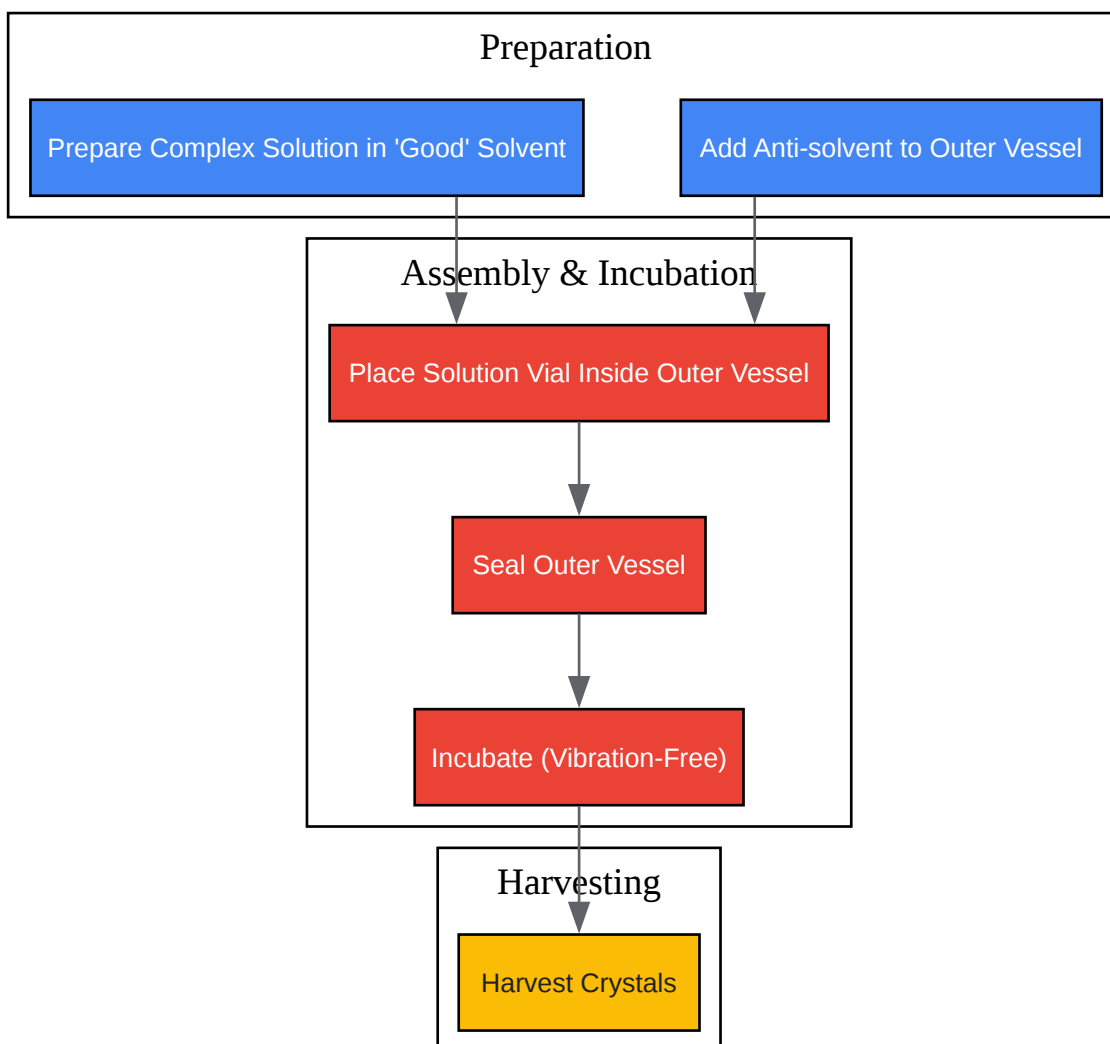 Preparation
Prepare Complex Solution in 'Good' Solvent
Add Anti-solvent to Outer Vessel
Assembly & Incubation
Place Solution Vial Inside Outer Vessel
Seal Outer Vessel
Incubate (Vibration-Free)
Harvesting
Harvest Crystals